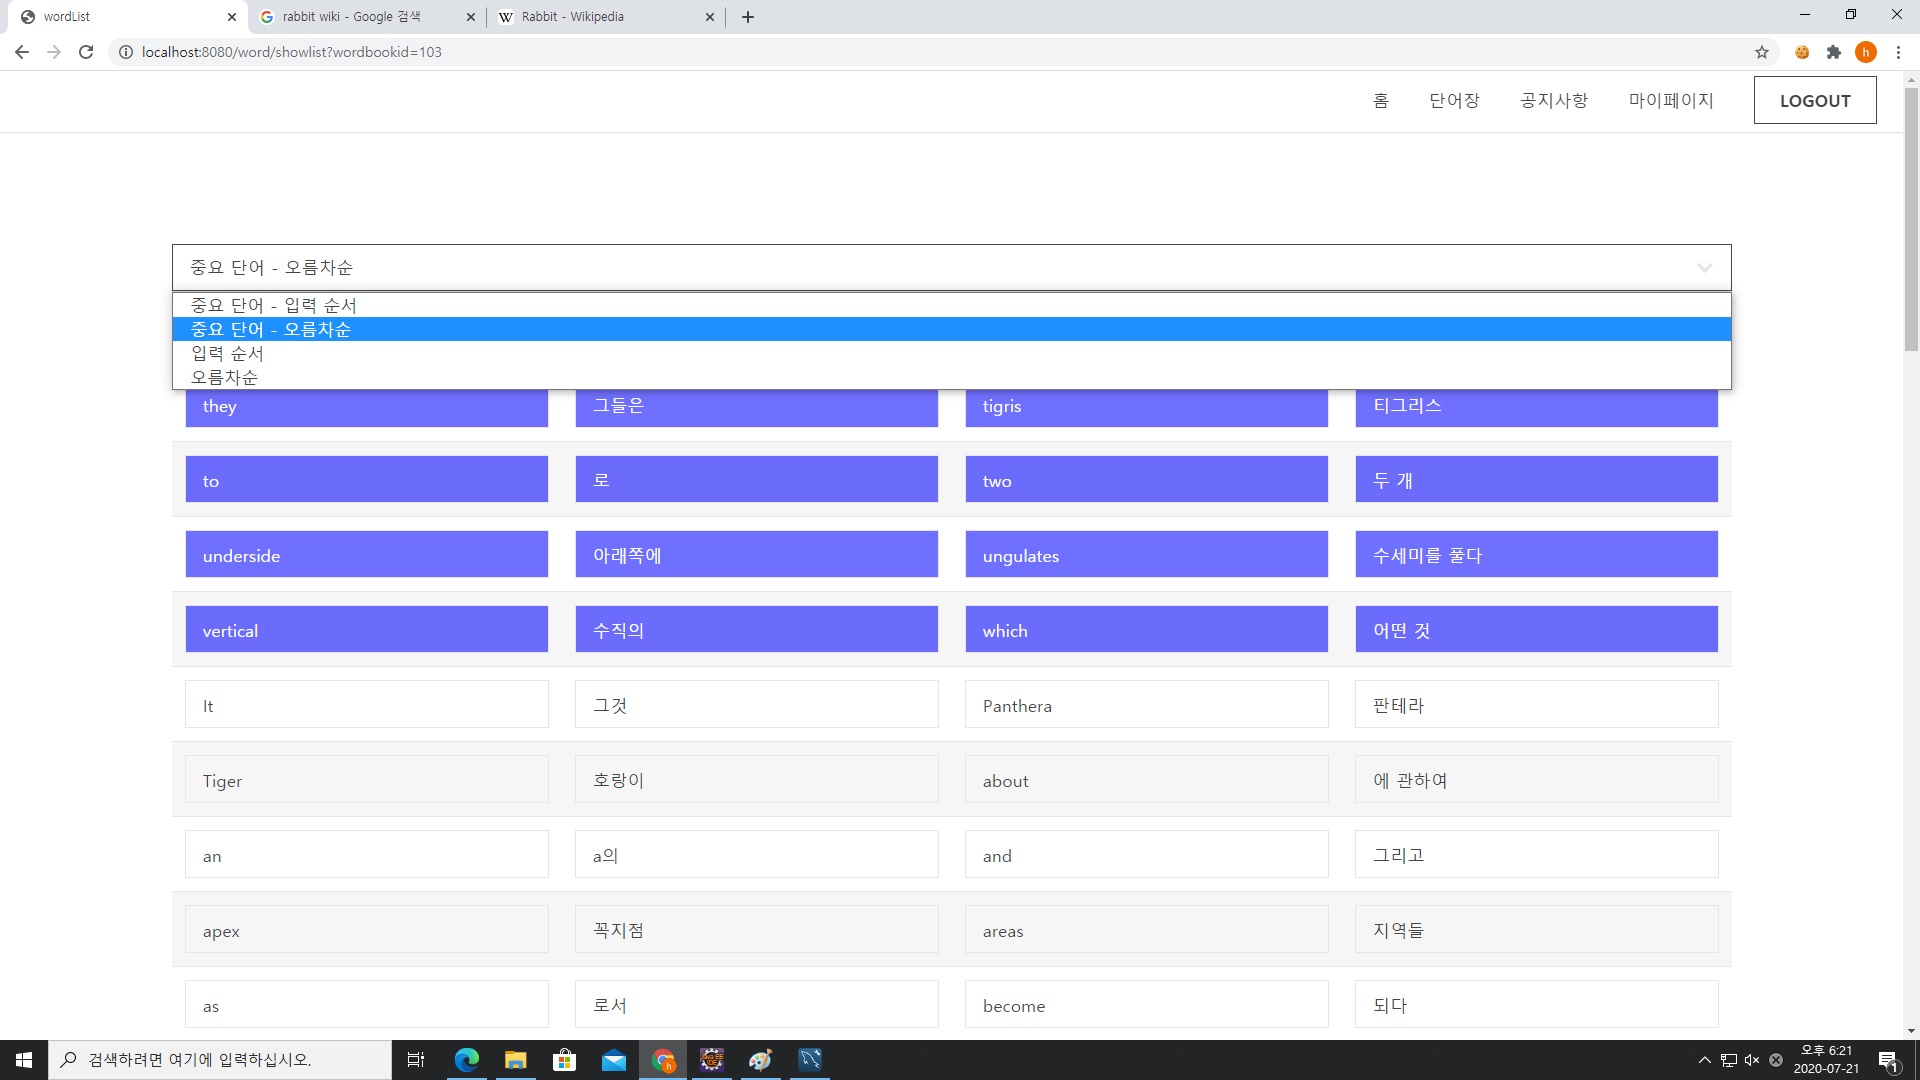 wordList
rabbit wiki - Google 검색
Rabbit - Wikipedia
localhost:8080/word/showlist?wordbookid=103
h
홈 단어장 공지사항 마이페이지 LOGOUT
중요 단어 - 오름차순
중요 단어 - 입력 순서
중요 단어 - 오름차순
입력 순서
오름차순
they 그들은 tigris 티그리스
to 로 two 두 개
underside 아래쪽에 ungulates 수세미를 풀다
vertical 수직의 which 어떤 것
It 그것 Panthera 판테라
Tiger 호랑이 about 에 관하여
an a의 and 그리고
apex 꼭지점 areas 지역들
as 로서 become 되다
검색하려면 여기에 입력하십시오.
오후 6:21
2020-07-21
1